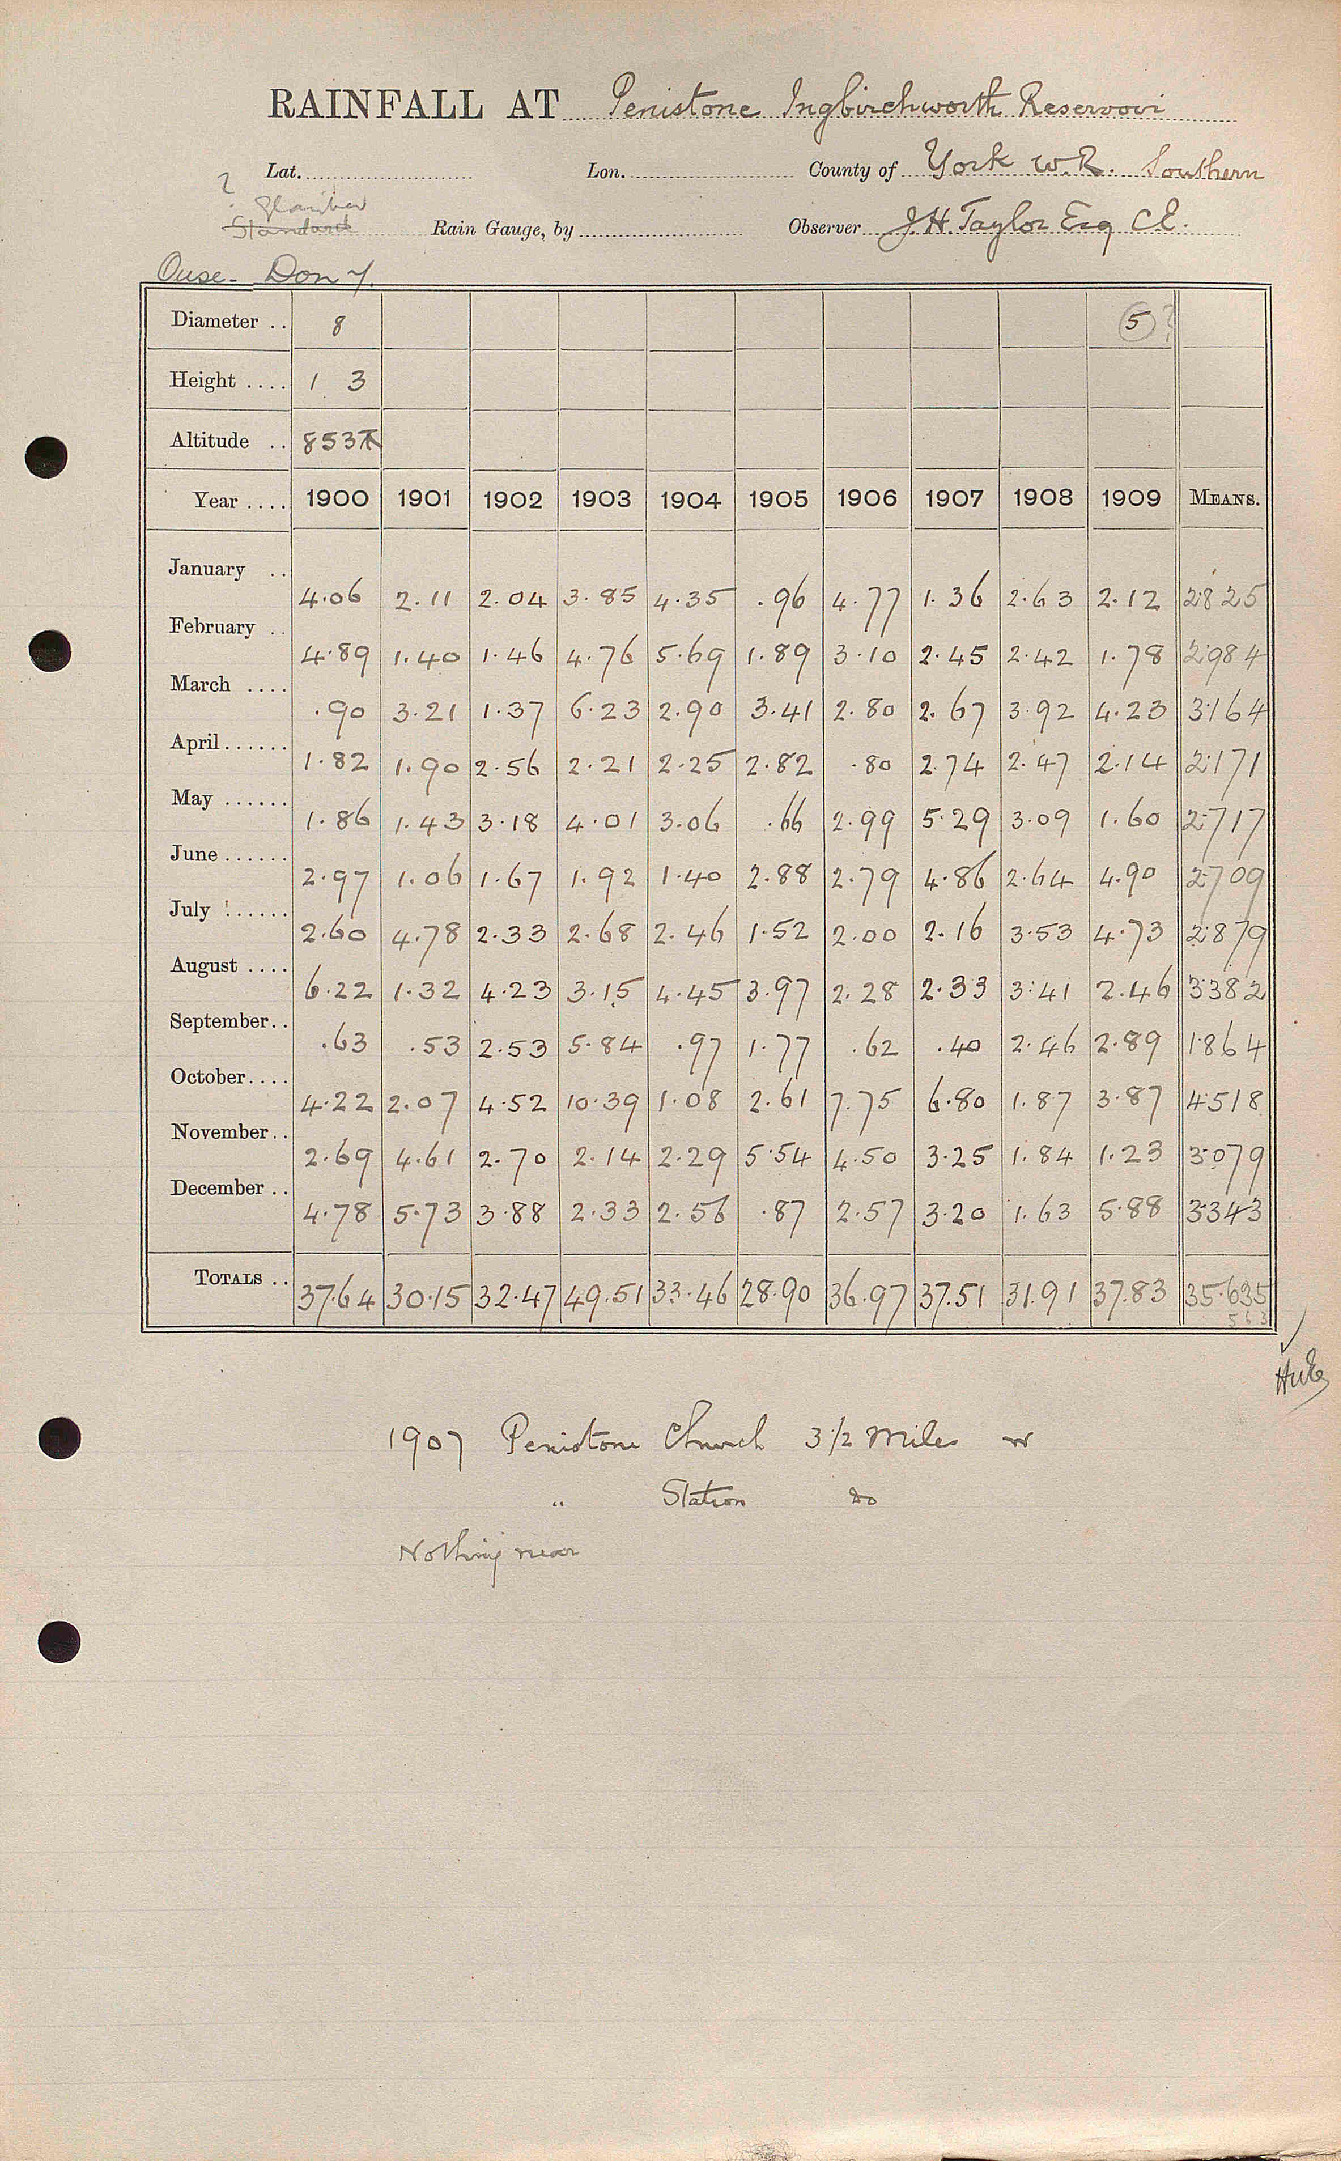 RAINFALL AT Penistone Ingbirchworth Reservoir
Lat. Lon. County of York W.R. Southern
?
Glaisher
Standard Rain Gauge, by Observer J.H. Taylor Esq C.E.
Ouse - Don 7.
Diameter .. 8 5?
Height .... 1 3
Altitude .. 853
Year .... 1900 1901 1902 1903 1904 1905 1906 1907 1908 1909 MEANS.
January .. 4.06 2.11 2.04 3.85 4.35 .96 4.77 1.36 2.63 2.12 2.825
February .. 4.89 1.40 1.46 4.76 5.69 1.89 3.10 2.45 2.42 1.78 2.984
March .... .90 3.21 1.37 6.23 2.90 3.41 2.80 2.67 3.92 4.23 3.164
April ...... 1.82 1.90 2.56 2.21 2.25 2.82 .80 2.74 2.47 2.14 2.171
May ...... 1.86 1.43 3.18 4.01 3.06 .66 2.99 5.29 3.09 1.60 2.717
June ...... 2.97 1.06 1.67 1.92 1.40 2.88 2.79 4.86 2.64 4.90 2.709
July ...... 2.60 4.78 2.33 2.68 2.46 1.52 2.00 2.16 3.53 4.73 2.879
August .... 6.22 1.32 4.23 3.15 4.45 3.97 2.28 2.33 3.41 2.46 3.382
September .. .63 .53 2.53 5.84 .97 1.77 .62 .40 2.46 2.89 1.864
October .... 4.22 2.07 4.52 10.39 1.08 2.61 7.75 6.80 1.87 3.87 4.518
November .. 2.69 4.61 2.70 2.14 2.29 5.54 4.50 3.25 1.84 1.23 3.079
December .. 4.78 5.73 3.88 2.33 2.56 .87 2.57 3.20 1.63 5.88 3.343
TOTALS .. 37.64 30.15 32.47 49.51 33.46 28.90 36.97 37.51 31.91 37.83 35.635
563
1907 Penistone Church 3 1/2 Miles W
" Station Do
Nothing near